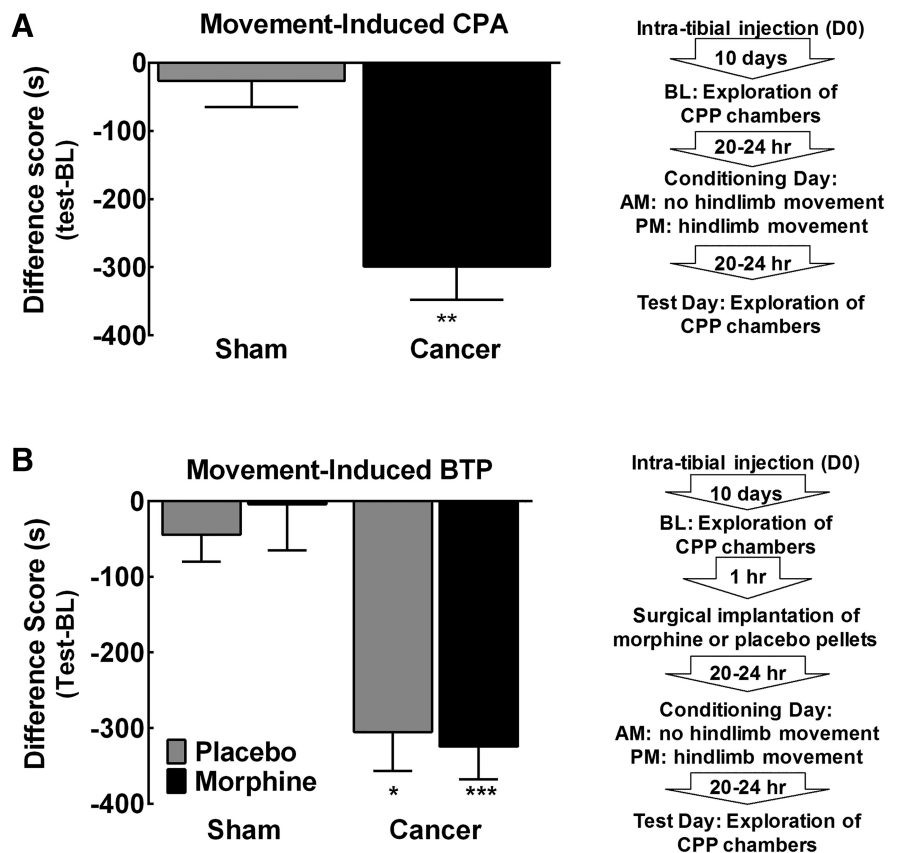 A
Movement-Induced CPA
Difference score (s)
(test-BL)
0
-100
-200
-300
-400
**
Sham
Cancer
Intra-tibial injection (D0)
10 days
BL: Exploration of
CPP chambers
20-24 hr
Conditioning Day:
AM: no hindlimb movement
PM: hindlimb movement
20-24 hr
Test Day: Exploration of
CPP chambers
B
Movement-Induced BTP
Difference Score (s)
(Test-BL)
0
-100
-200
-300
-400
Placebo
Morphine
*
***
Sham
Cancer
Intra-tibial injection (D0)
10 days
BL: Exploration of
CPP chambers
1 hr
Surgical implantation of
morphine or placebo pellets
20-24 hr
Conditioning Day:
AM: no hindlimb movement
PM: hindlimb movement
20-24 hr
Test Day: Exploration of
CPP chambers